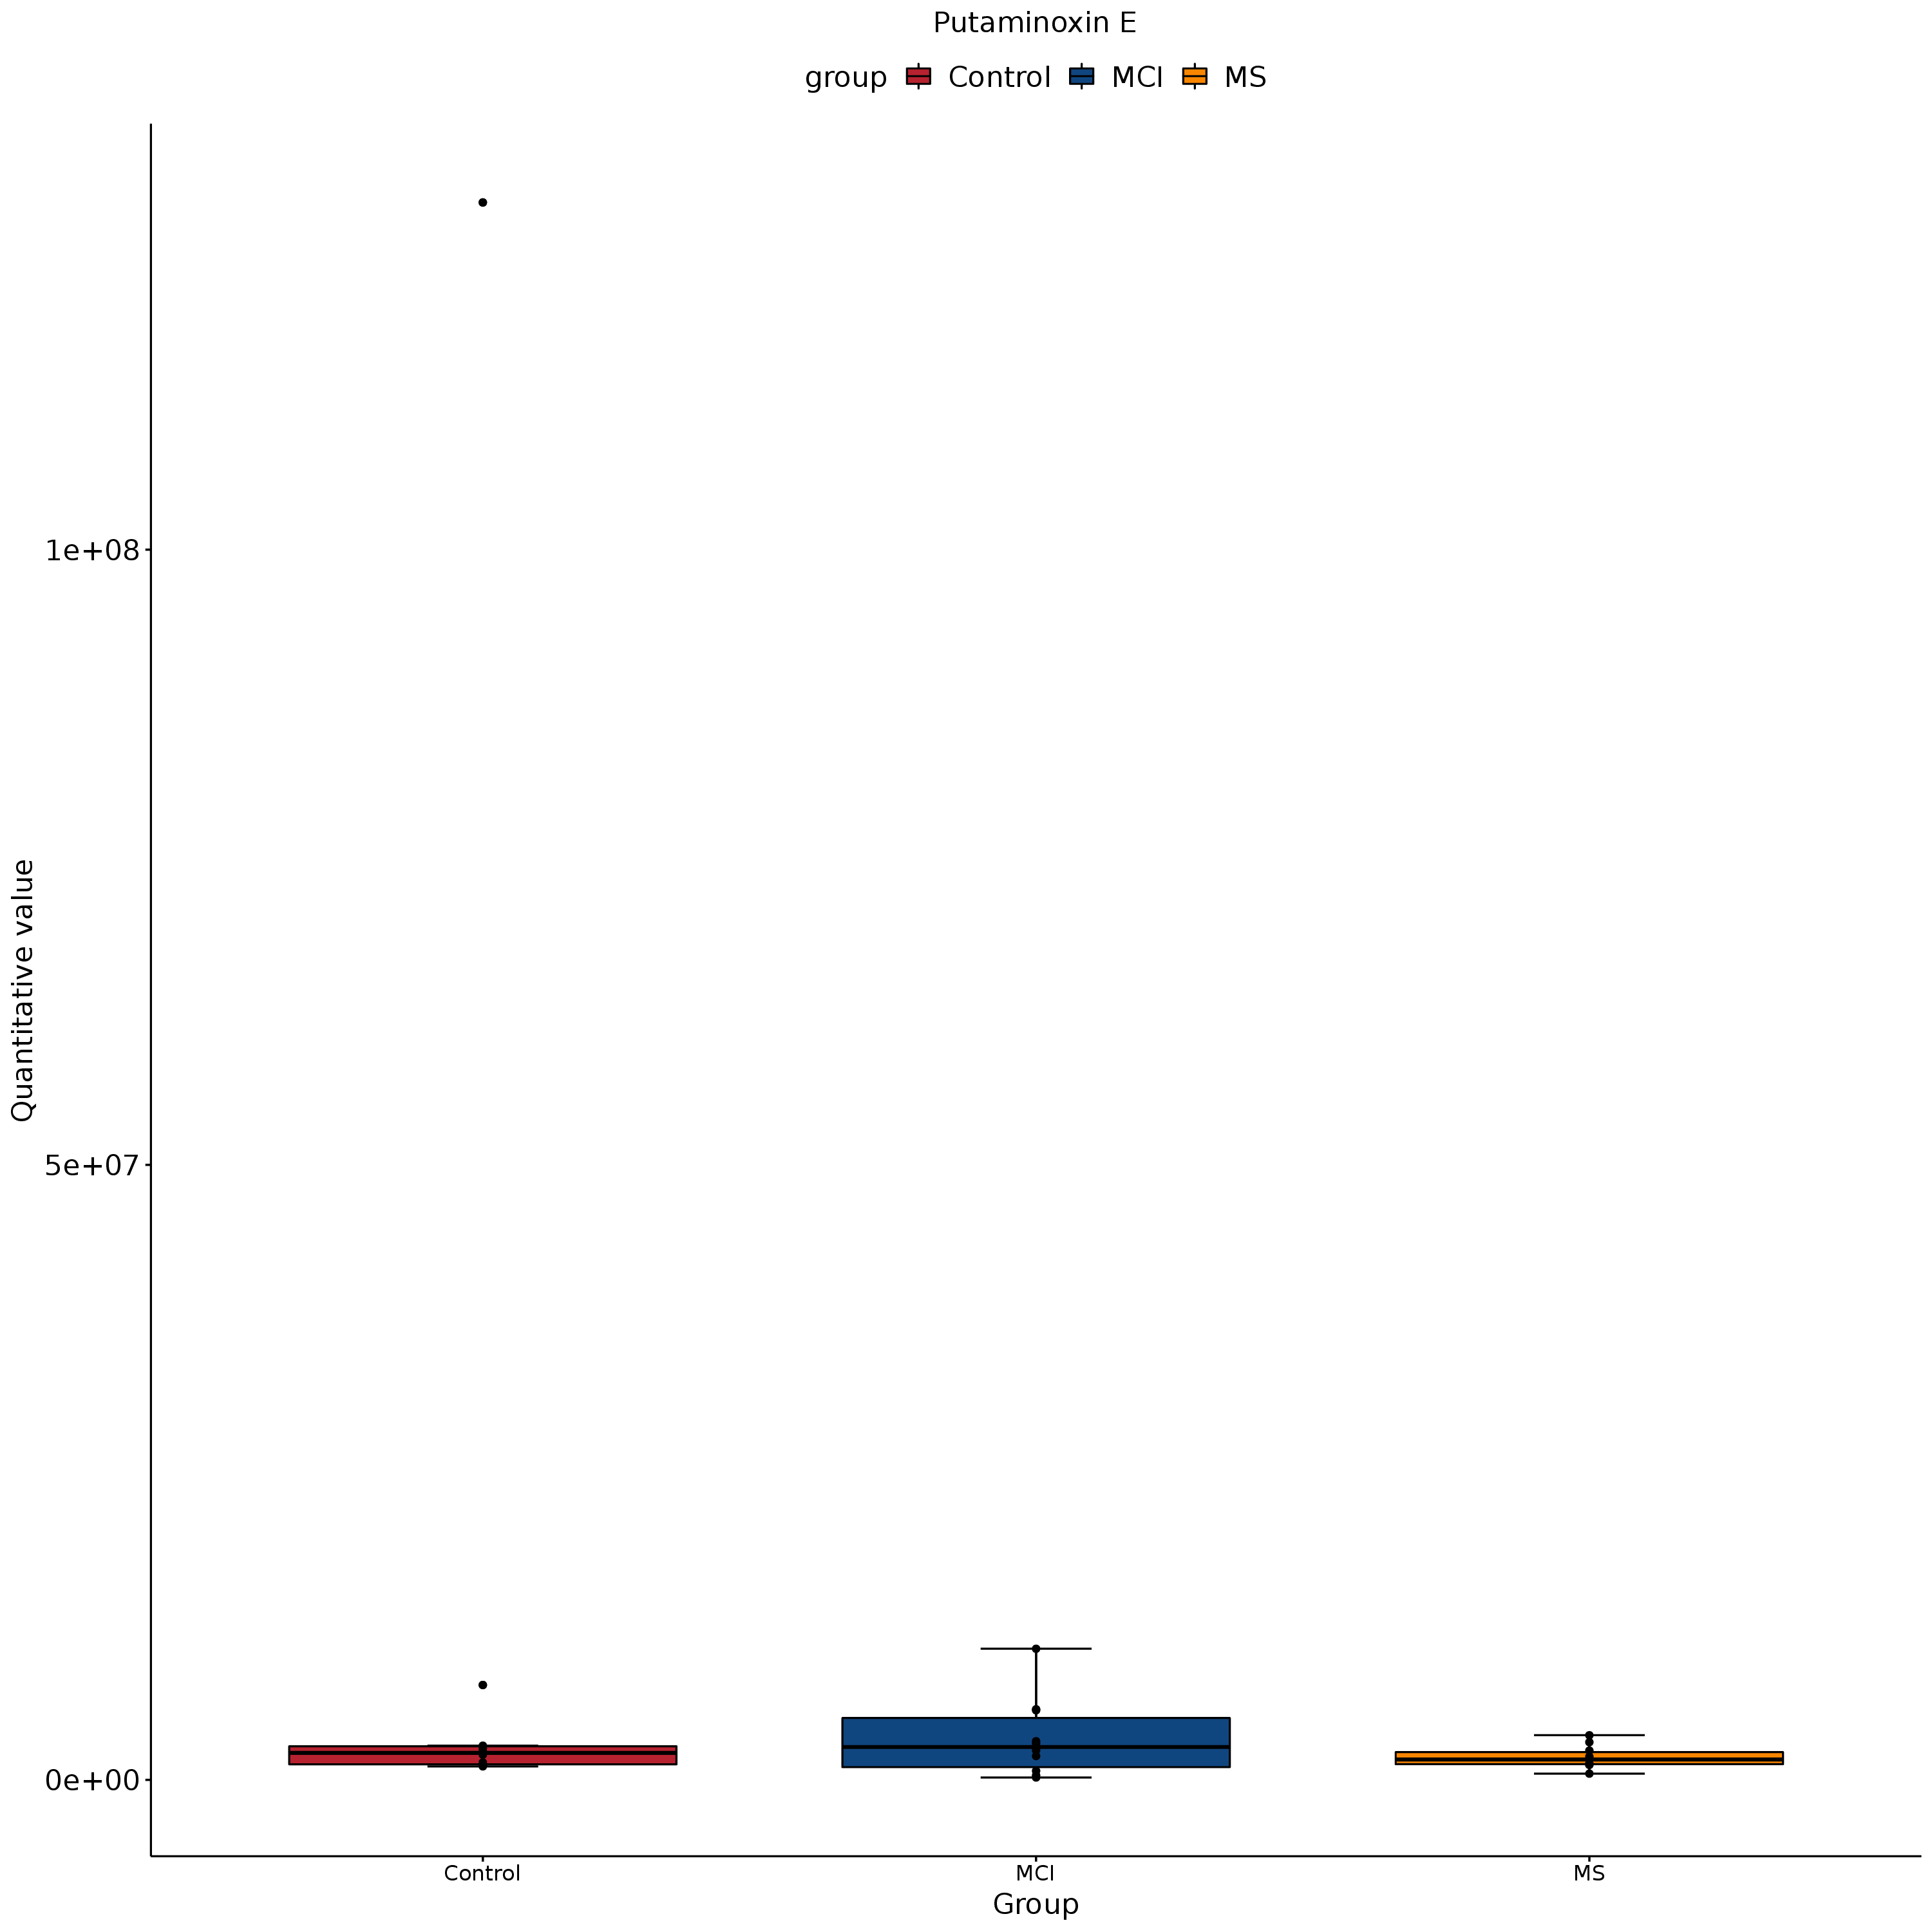 Putaminoxin E
group Control MCI MS
Quantitative value
1e+08
5e+07
0e+00
Control MCI MS
Group